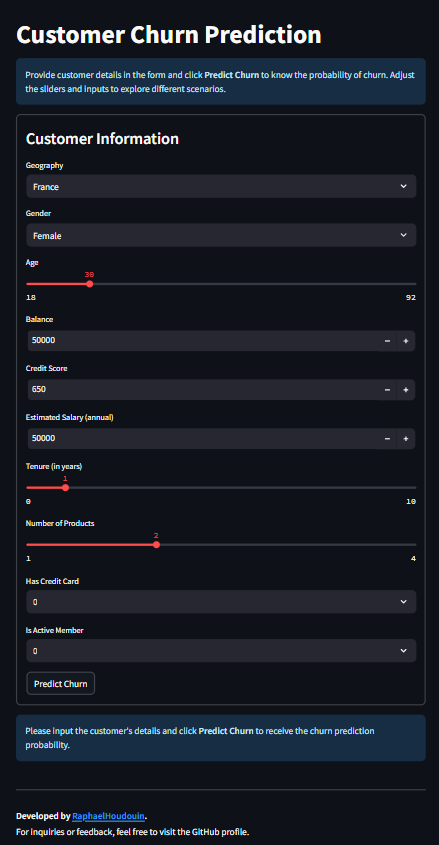 Customer Churn Prediction
Provide customer details in the form and click Predict Churn to know the probability of churn. Adjust
the sliders and inputs to explore different scenarios.
Customer Information
Geography
France
Gender
Female
Age
30
18 92
Balance
50000
Credit Score
650
Estimated Salary (annual)
50000
Tenure (in years)
1
0 10
Number of Products
2
1 4
Has Credit Card
0
Is Active Member
0
Predict Churn
Please input the customer's details and click Predict Churn to receive the churn prediction
probability.
Developed by RaphaelHoudouin.
For inquiries or feedback, feel free to visit the GitHub profile.